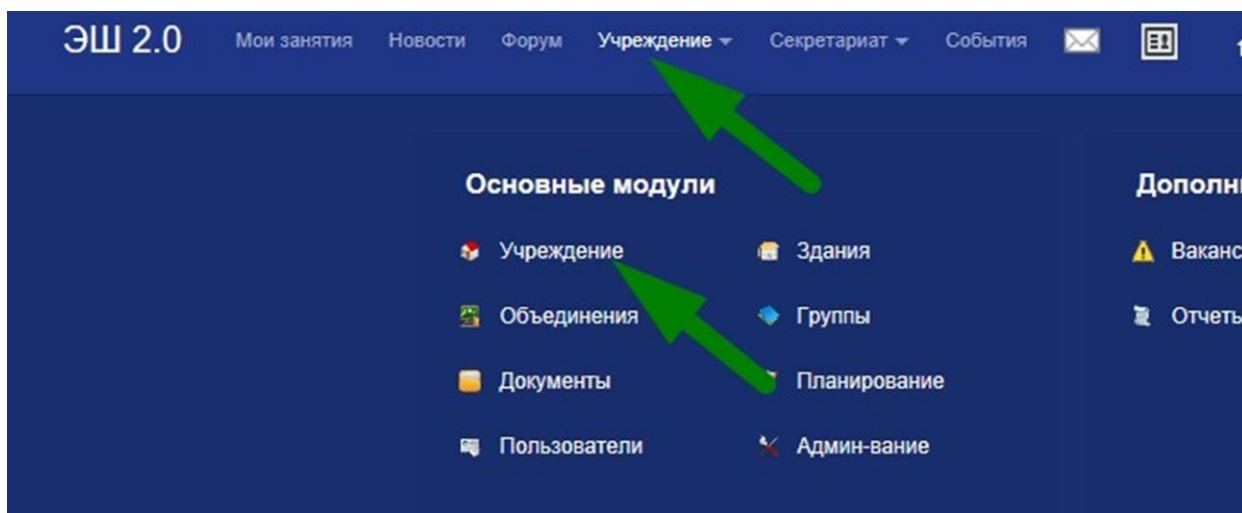 ЭШ 2.0 Мои занятия Новости Форум Учреждение Секретариат События
Основные модули
Учреждение Здания
Объединения Группы
Документы Планирование
Пользователи Админ-вание